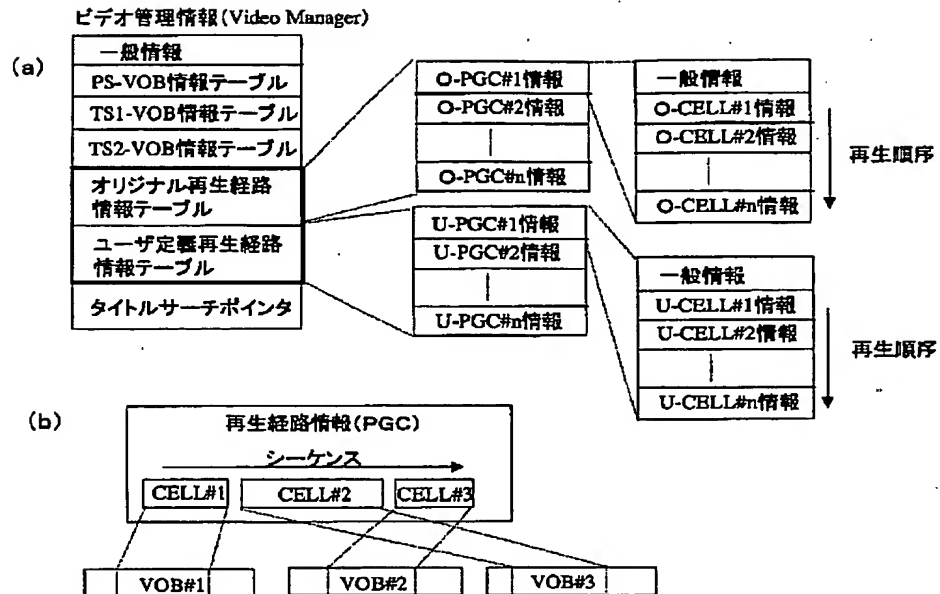 ビデオ管理情報(Video Manager)
(a)
一般情報
PS-VOB情報テーブル
TS1-VOB情報テーブル
TS2-VOB情報テーブル
オリジナル再生経路
情報テーブル
ユーザ定義再生経路
情報テーブル
タイトルサーチポインタ
O-PGC#1情報
O-PGC#2情報
O-PGC#n情報
U-PGC#1情報
U-PGC#2情報
U-PGC#n情報
一般情報
O-CELL#1情報
O-CELL#2情報
O-CELL#n情報
再生順序
一般情報
U-CELL#1情報
U-CELL#2情報
U-CELL#n情報
再生順序
(b)
再生経路情報(PGC)
シーケンス
CELL#1 CELL#2 CELL#3
VOB#1 VOB#2 VOB#3